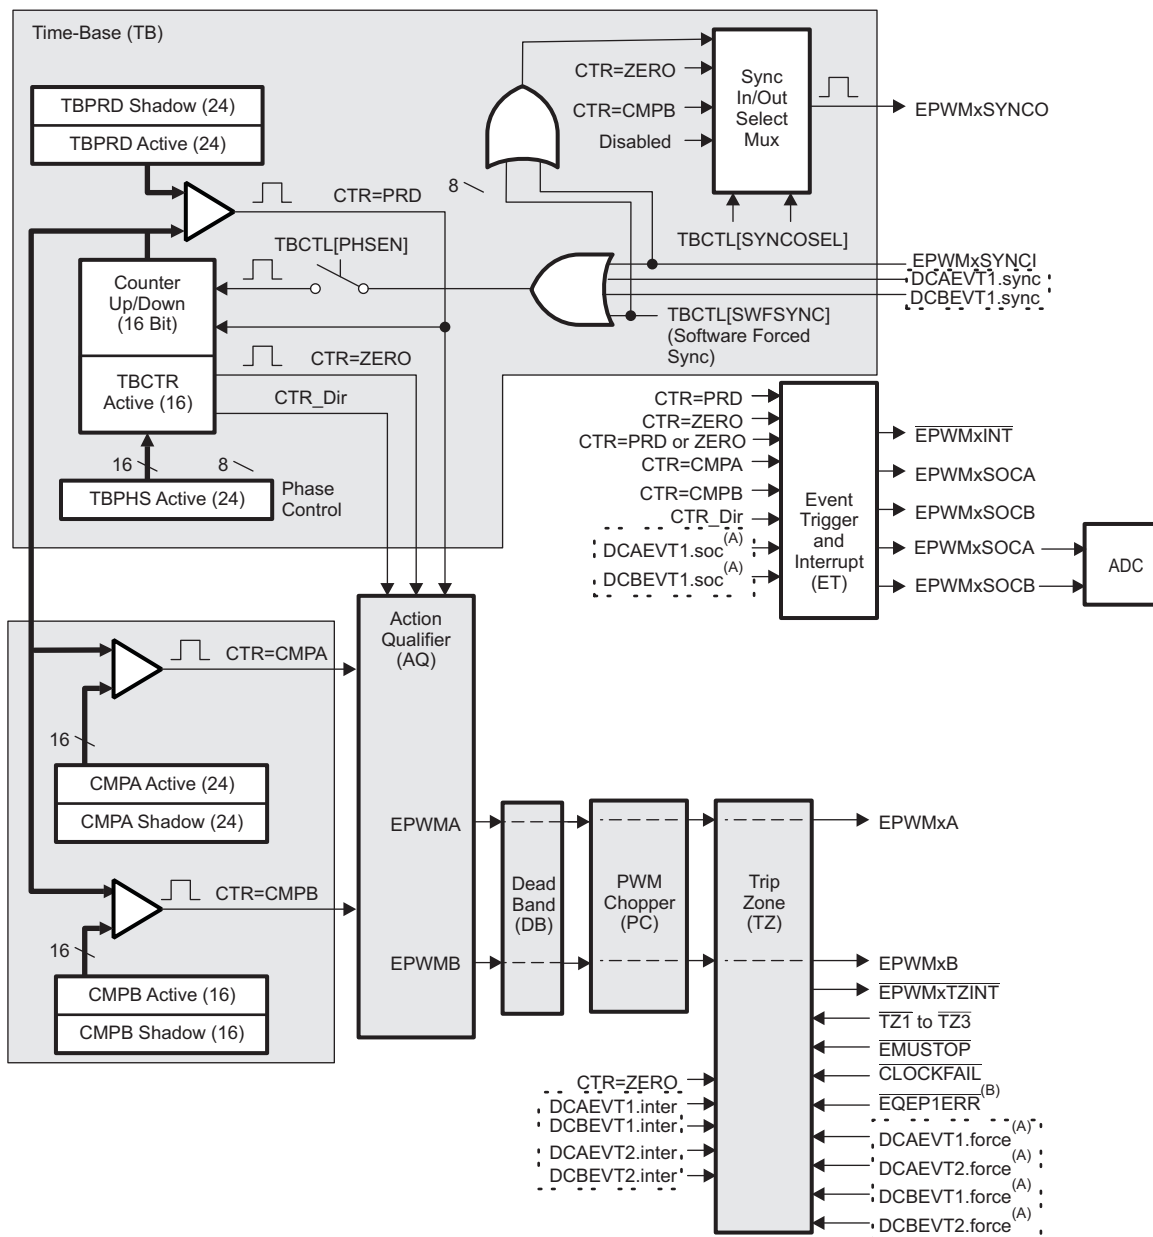 Time-Base (TB)
TBPRD Shadow (24)
TBPRD Active (24)
CTR=PRD
8
TBCTL[PHSEN]
Counter
Up/Down
(16 Bit)
TBCTR
Active (16)
CTR=ZERO
CTR_Dir
16
8
TBPHS Active (24)
Phase
Control
CTR=ZERO
CTR=CMPB
Disabled
Sync
In/Out
Select
Mux
EPWMxSYNCO
TBCTL[SYNCOSEL]
EPWMxSYNCI
DCAEVT1.sync
DCBEVT1.sync
TBCTL[SWFSYNC]
(Software Forced
Sync)
CTR=PRD
CTR=ZERO
CTR=PRD or ZERO
CTR=CMPA
CTR=CMPB
CTR_Dir
DCAEVT1.soc(A)
DCBEVT1.soc(A)
Event
Trigger
and
Interrupt
(ET)
EPWMxINT
EPWMxSOCA
EPWMxSOCB
EPWMxSOCA
EPWMxSOCB
ADC
Action
Qualifier
(AQ)
CTR=CMPA
16
CMPA Active (24)
CMPA Shadow (24)
CTR=CMPB
16
CMPB Active (16)
CMPB Shadow (16)
EPWMA
EPWMB
Dead
Band
(DB)
PWM
Chopper
(PC)
Trip
Zone
(TZ)
EPWMxA
EPWMxB
EPWMxTZINT
TZ1 to TZ3
EMUSTOP
CLOCKFAIL
EQEP1ERR(B)
DCAEVT1.force(A)
DCAEVT2.force(A)
DCBEVT1.force(A)
DCBEVT2.force(A)
CTR=ZERO
DCAEVT1.inter
DCBEVT1.inter
DCAEVT2.inter
DCBEVT2.inter